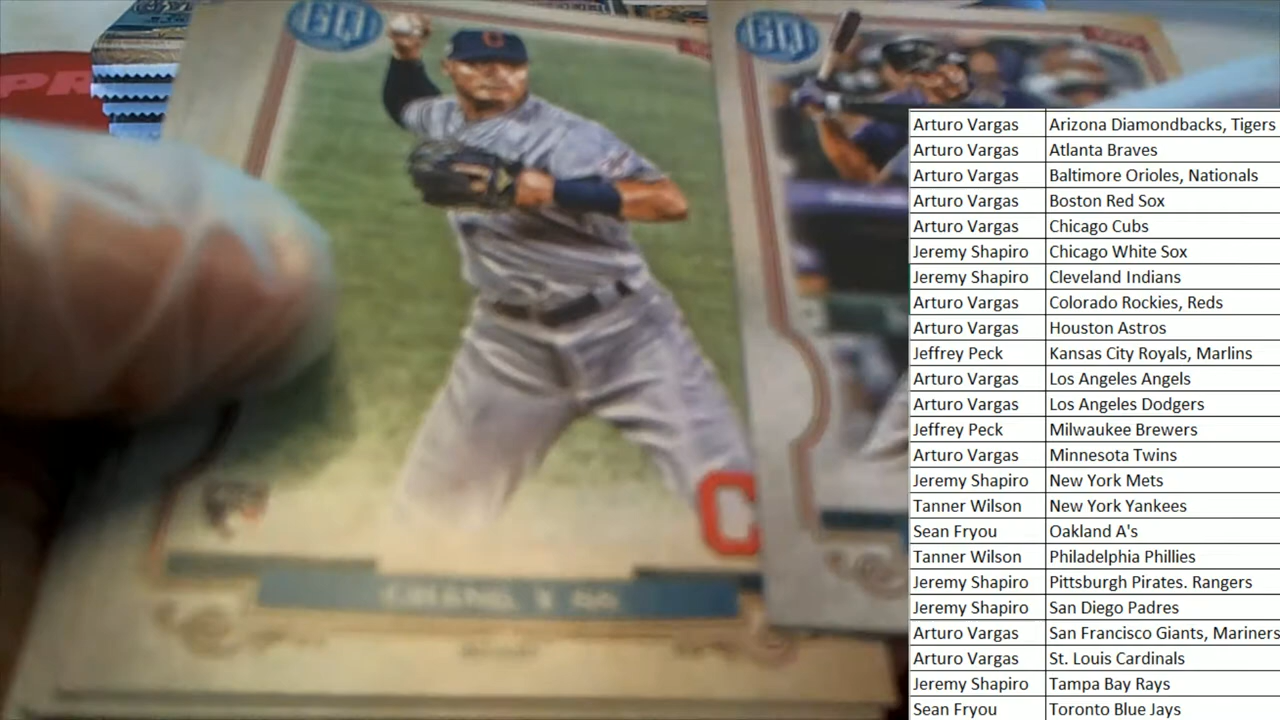 GQ
GQ
PR
C
C
CHANG, Y
Arturo Vargas Arizona Diamondbacks, Tigers
Arturo Vargas Atlanta Braves
Arturo Vargas Baltimore Orioles, Nationals
Arturo Vargas Boston Red Sox
Arturo Vargas Chicago Cubs
Jeremy Shapiro Chicago White Sox
Jeremy Shapiro Cleveland Indians
Arturo Vargas Colorado Rockies, Reds
Arturo Vargas Houston Astros
Jeffrey Peck Kansas City Royals, Marlins
Arturo Vargas Los Angeles Angels
Arturo Vargas Los Angeles Dodgers
Jeffrey Peck Milwaukee Brewers
Arturo Vargas Minnesota Twins
Jeremy Shapiro New York Mets
Tanner Wilson New York Yankees
Sean Fryou Oakland A's
Tanner Wilson Philadelphia Phillies
Jeremy Shapiro Pittsburgh Pirates. Rangers
Jeremy Shapiro San Diego Padres
Arturo Vargas San Francisco Giants, Mariners
Arturo Vargas St. Louis Cardinals
Jeremy Shapiro Tampa Bay Rays
Sean Fryou Toronto Blue Jays